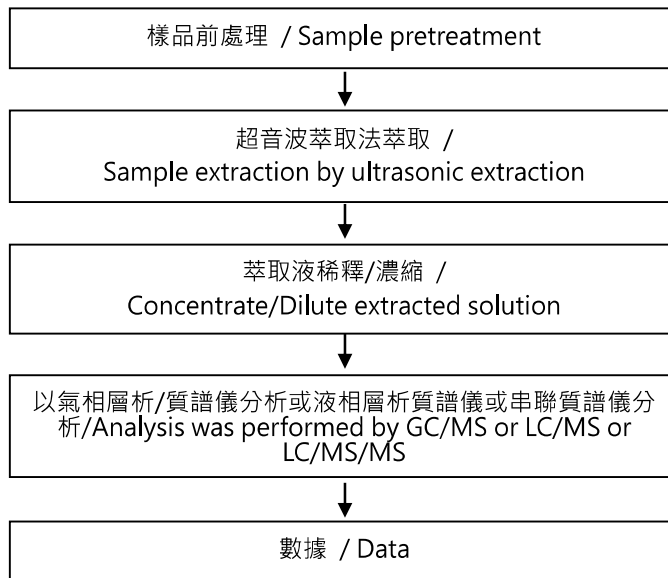 樣品前處理 / Sample pretreatment
超音波萃取法萃取 /
Sample extraction by ultrasonic extraction
萃取液稀釋/濃縮 /
Concentrate/Dilute extracted solution
以氣相層析/質譜儀分析或液相層析質譜儀或串聯質譜儀分
析/Analysis was performed by GC/MS or LC/MS or
LC/MS/MS
數據 / Data